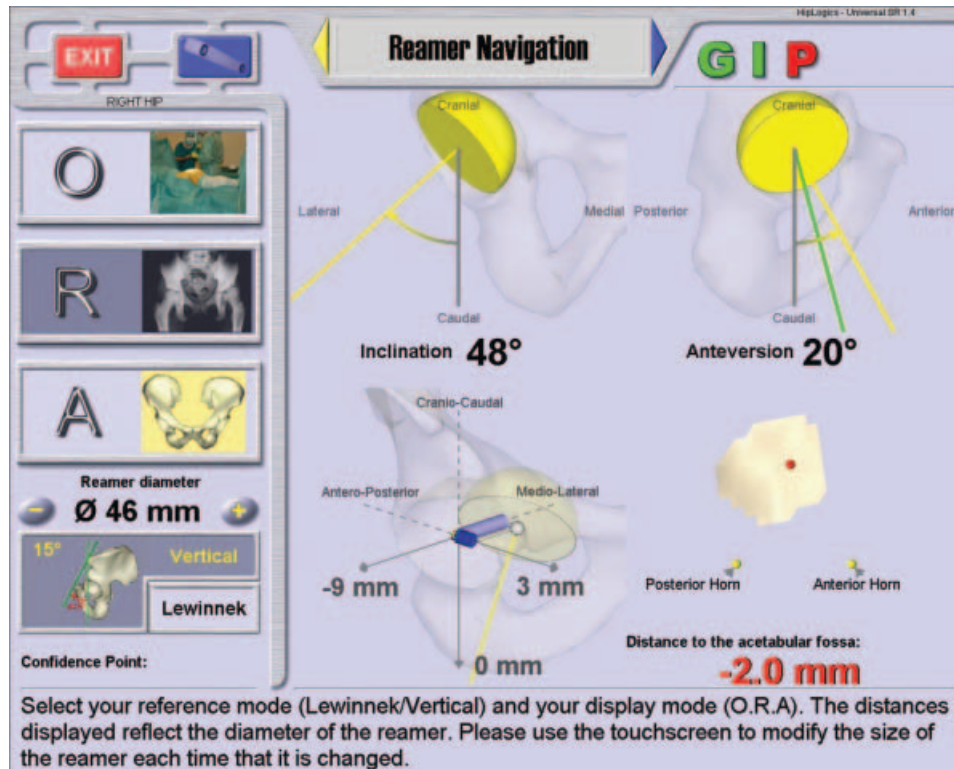 HipLogics - Universal SR 1.4
EXIT
Reamer Navigation
G I P
RIGHT HIP
O
R
A
Cranial
Lateral
Medial
Caudal
Inclination 48°
Cranial
Posterior
Anterior
Caudal
Anteversion 20°
Reamer diameter
Ø 46 mm
15°
Vertical
Lewinnek
Confidence Point:
Cranio-Caudal
Antero-Posterior
Medio-Lateral
-9 mm
3 mm
0 mm
Posterior Horn
Anterior Horn
Distance to the acetabular fossa:
-2.0 mm
Select your reference mode (Lewinnek/Vertical) and your display mode (O.R.A). The distances
displayed reflect the diameter of the reamer. Please use the touchscreen to modify the size of
the reamer each time that it is changed.